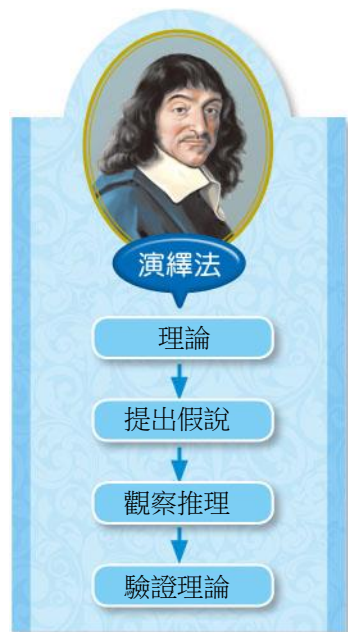 演繹法
理論
提出假說
觀察推理
驗證理論